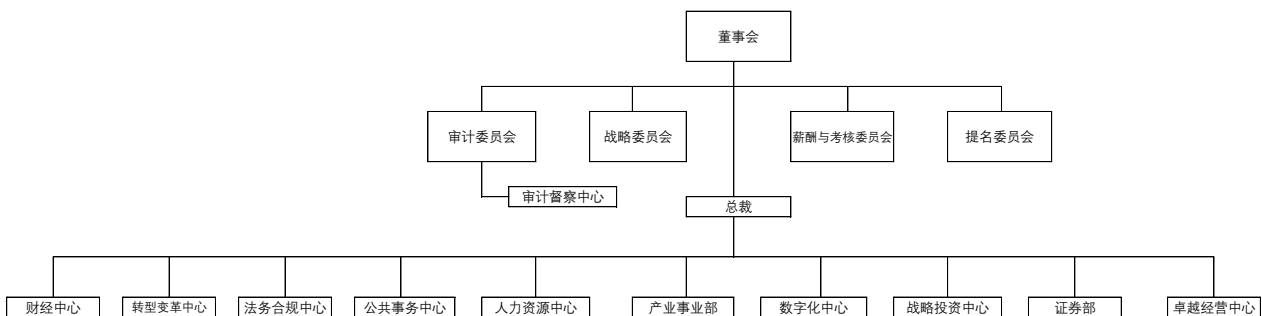 董事会
审计委员会
战略委员会
薪酬与考核委员会
提名委员会
审计督察中心
总裁
财经中心
转型变革中心
法务合规中心
公共事务中心
人力资源中心
产业事业部
数字化中心
战略投资中心
证券部
卓越经营中心